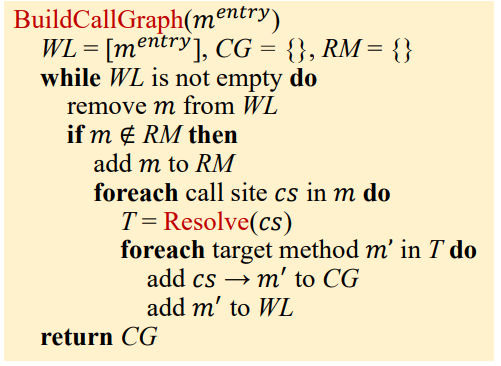 BuildCallGraph(mᵉⁿᵗʳʸ)
WL = [mᵉⁿᵗʳʸ], CG = {}, RM = {}
while WL is not empty do
remove m from WL
if m ∉ RM then
add m to RM
foreach call site cs in m do
T = Resolve(cs)
foreach target method m′ in T do
add cs → m′ to CG
add m′ to WL
return CG